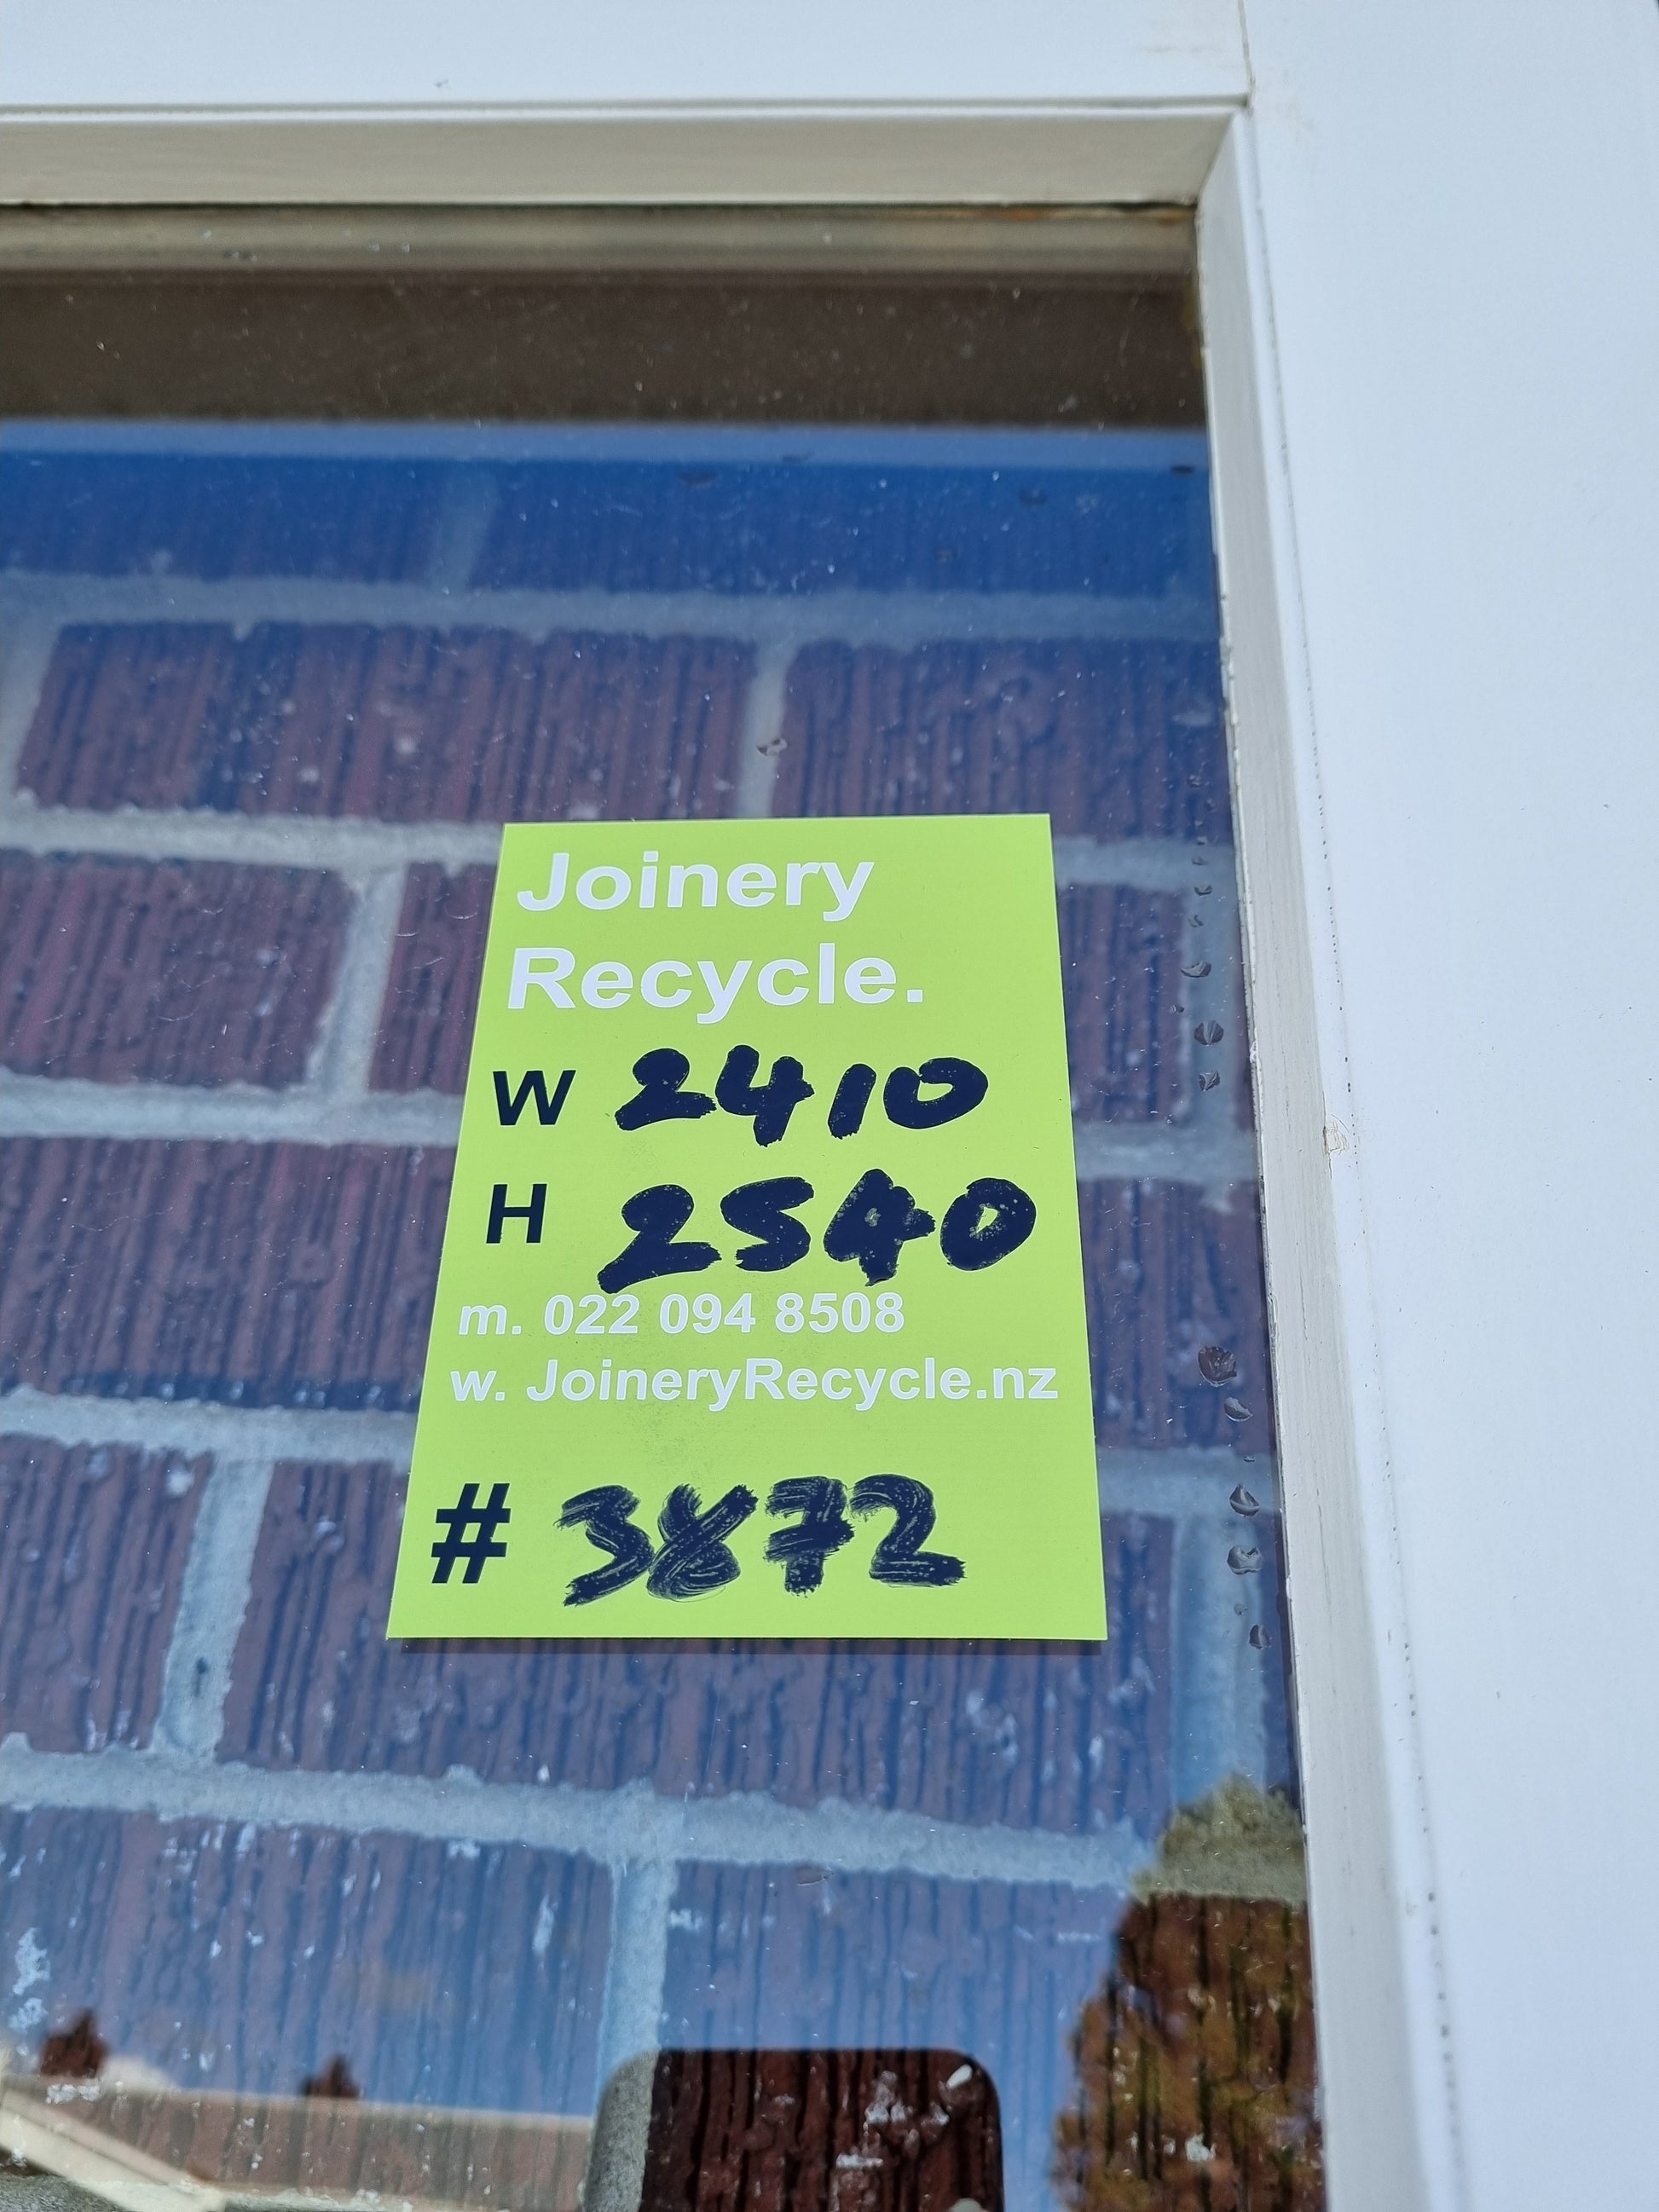 Joinery
Recycle.
W 2410
H 2540
m. 022 094 8508
w. JoineryRecycle.nz
# 3872